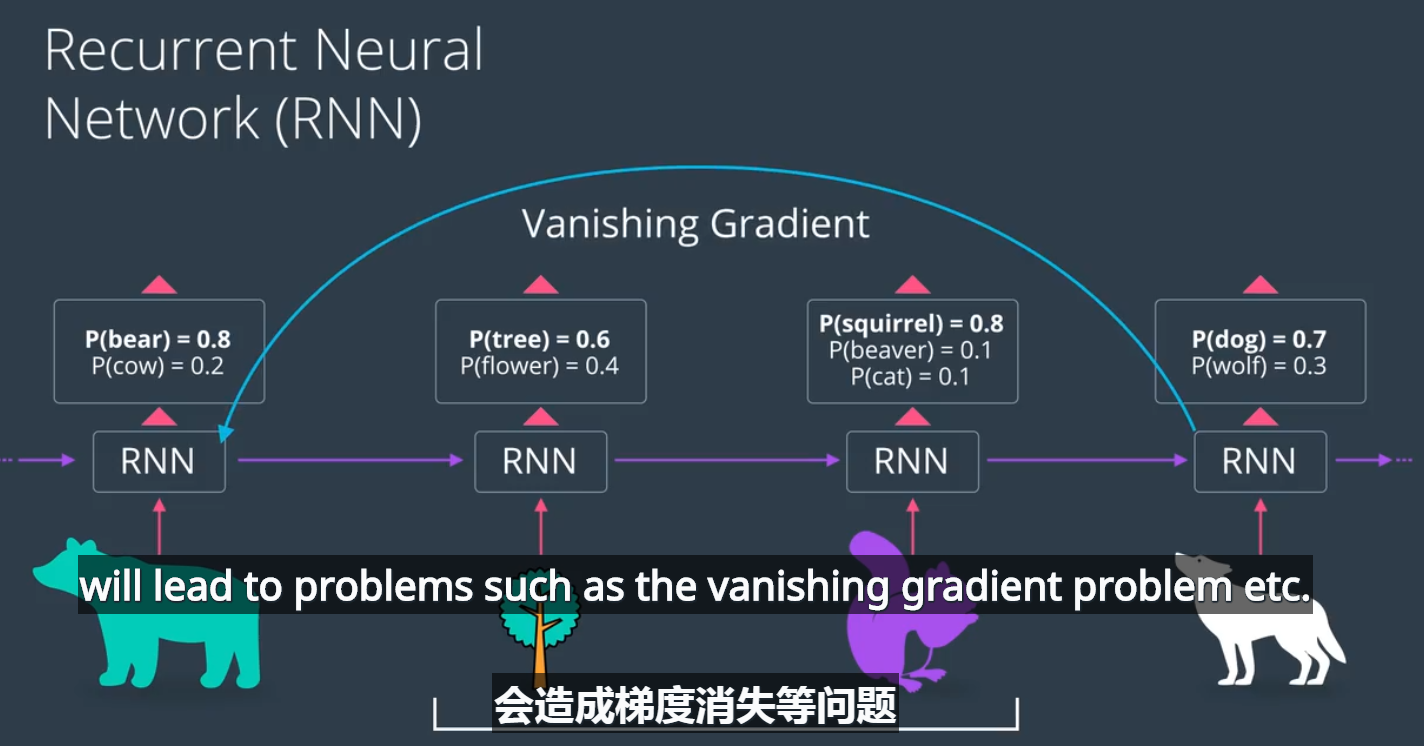 Recurrent Neural
Network (RNN)
Vanishing Gradient
P(bear) = 0.8
P(cow) = 0.2
P(tree) = 0.6
P(flower) = 0.4
P(squirrel) = 0.8
P(beaver) = 0.1
P(cat) = 0.1
P(dog) = 0.7
P(wolf) = 0.3
RNN
RNN
RNN
RNN
will lead to problems such as the vanishing gradient problem etc.
会造成梯度消失等问题